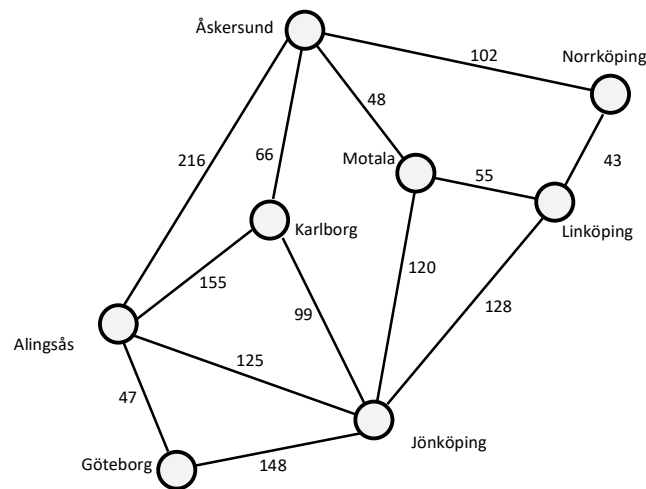 Åskersund
102
Norrköping
48
216
66
Motala
55
43
Karlborg
Linköping
155
120
99
128
Alingsås
125
47
Jönköping
Göteborg
148